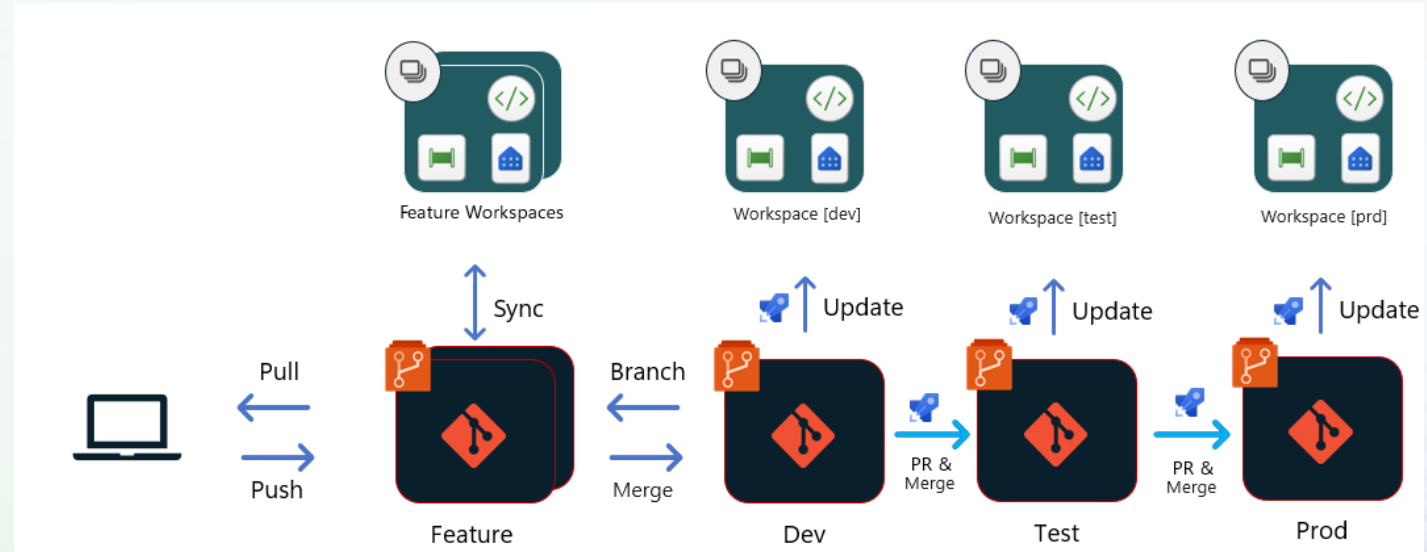 </>
</>
</>
</>
Feature Workspaces
Workspace [dev]
Workspace [test]
Workspace [prd]
Sync
Update
Update
Update
Pull
Push
Branch
Merge
PR &
Merge
PR &
Merge
Feature
Dev
Test
Prod